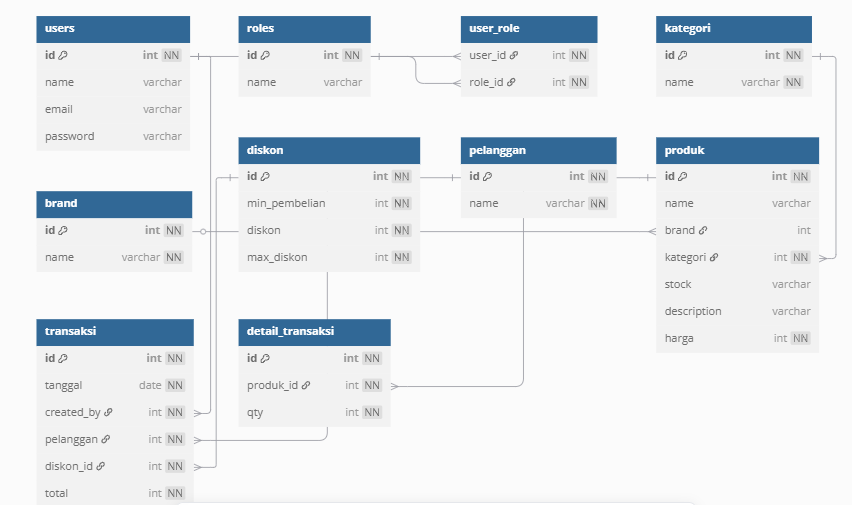 users
id int NN
name varchar
email varchar
password varchar
roles
id int NN
name varchar
user_role
user_id int NN
role_id int NN
kategori
id int NN
name varchar NN
diskon
id int NN
min_pembelian int NN
diskon int NN
max_diskon int NN
pelanggan
id int NN
name varchar NN
produk
id int NN
name varchar
brand int
kategori int NN
stock varchar
description varchar
harga int NN
brand
id int NN
name varchar NN
transaksi
id int NN
tanggal date NN
created_by int NN
pelanggan int NN
diskon_id int NN
total int NN
detail_transaksi
id int NN
produk_id int NN
qty int NN